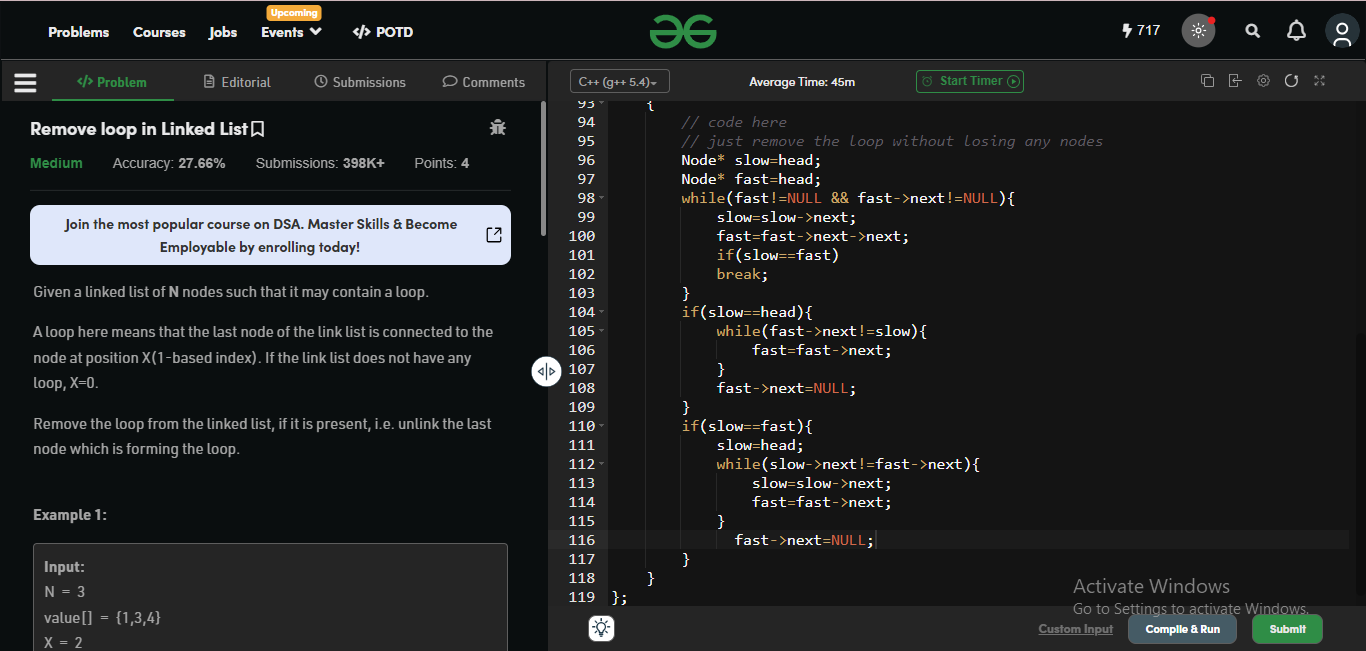 Upcoming
Problems Courses Jobs Events </> POTD
717
</> Problem Editorial Submissions Comments
C++ (g++ 5.4) Average Time: 45m Start Timer
Remove loop in Linked List
Medium Accuracy: 27.66% Submissions: 398K+ Points: 4
Join the most popular course on DSA. Master Skills & Become
Employable by enrolling today!
Given a linked list of N nodes such that it may contain a loop.
A loop here means that the last node of the link list is connected to the
node at position X(1-based index). If the link list does not have any
loop, X=0.
Remove the loop from the linked list, if it is present, i.e. unlink the last
node which is forming the loop.
Example 1:
Input:
N = 3
value[] = {1,3,4}
X = 2
93 {
94 // code here
95 // just remove the loop without losing any nodes
96 Node* slow=head;
97 Node* fast=head;
98 while(fast!=NULL && fast->next!=NULL){
99 slow=slow->next;
100 fast=fast->next->next;
101 if(slow==fast)
102 break;
103 }
104 if(slow==head){
105 while(fast->next!=slow){
106 fast=fast->next;
107 }
108 fast->next=NULL;
109 }
110 if(slow==fast){
111 slow=head;
112 while(slow->next!=fast->next){
113 slow=slow->next;
114 fast=fast->next;
115 }
116 fast->next=NULL;
117 }
118 }
119 };
Activate Windows
Go to Settings to activate Windows.
Custom Input Compile & Run Submit